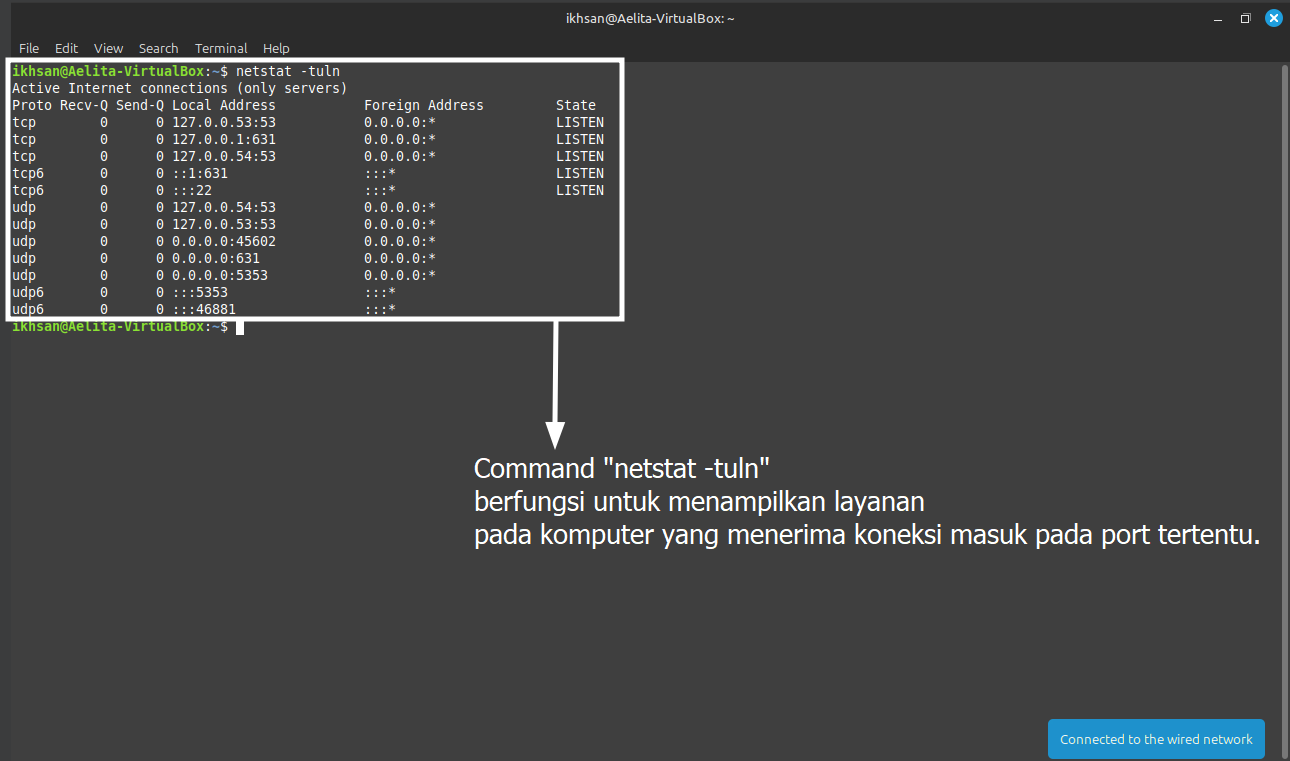 ikhsan@Aelita-VirtualBox: ~
File Edit View Search Terminal Help
ikhsan@Aelita-VirtualBox:~$ netstat -tuln
Active Internet connections (only servers)
Proto Recv-Q Send-Q Local Address Foreign Address State
tcp 0 0 127.0.0.53:53 0.0.0.0:* LISTEN
tcp 0 0 127.0.0.1:631 0.0.0.0:* LISTEN
tcp 0 0 127.0.0.54:53 0.0.0.0:* LISTEN
tcp6 0 0 ::1:631 :::* LISTEN
tcp6 0 0 :::22 :::* LISTEN
udp 0 0 127.0.0.54:53 0.0.0.0:*
udp 0 0 127.0.0.53:53 0.0.0.0:*
udp 0 0 0.0.0.0:45602 0.0.0.0:*
udp 0 0 0.0.0.0:631 0.0.0.0:*
udp 0 0 0.0.0.0:5353 0.0.0.0:*
udp6 0 0 :::5353 :::*
udp6 0 0 :::46881 :::*
ikhsan@Aelita-VirtualBox:~$
Command "netstat -tuln"
berfungsi untuk menampilkan layanan
pada komputer yang menerima koneksi masuk pada port tertentu.
Connected to the wired network